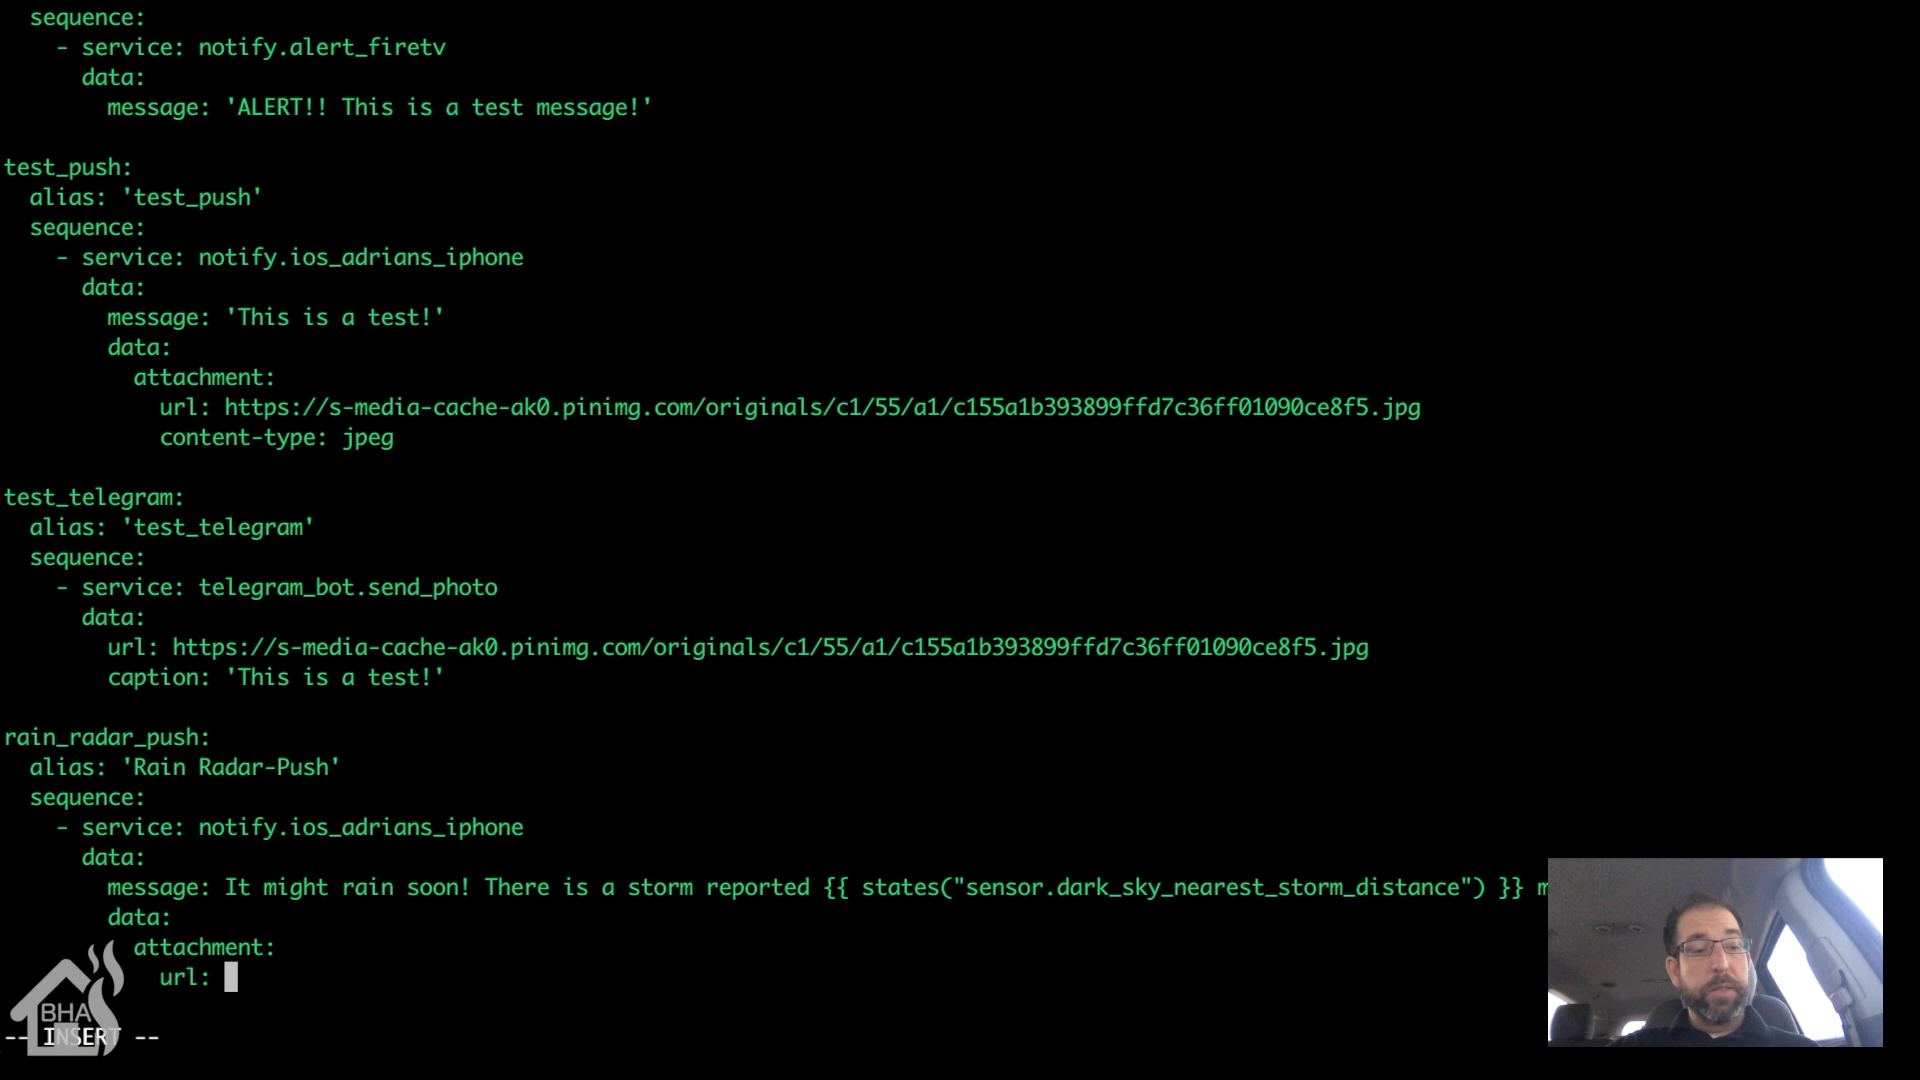 sequence:
- service: notify.alert_firetv
data:
message: 'ALERT!! This is a test message!'
test_push:
alias: 'test_push'
sequence:
- service: notify.ios_adrians_iphone
data:
message: 'This is a test!'
data:
attachment:
url: https://s-media-cache-ak0.pinimg.com/originals/c1/55/a1/c155a1b393899ffd7c36ff01090ce8f5.jpg
content-type: jpeg
test_telegram:
alias: 'test_telegram'
sequence:
- service: telegram_bot.send_photo
data:
url: https://s-media-cache-ak0.pinimg.com/originals/c1/55/a1/c155a1b393899ffd7c36ff01090ce8f5.jpg
caption: 'This is a test!'
rain_radar_push:
alias: 'Rain Radar-Push'
sequence:
- service: notify.ios_adrians_iphone
data:
message: It might rain soon! There is a storm reported {{ states("sensor.dark_sky_nearest_storm_distance") }}
data:
attachment:
url:
BHA
-- INSERT --